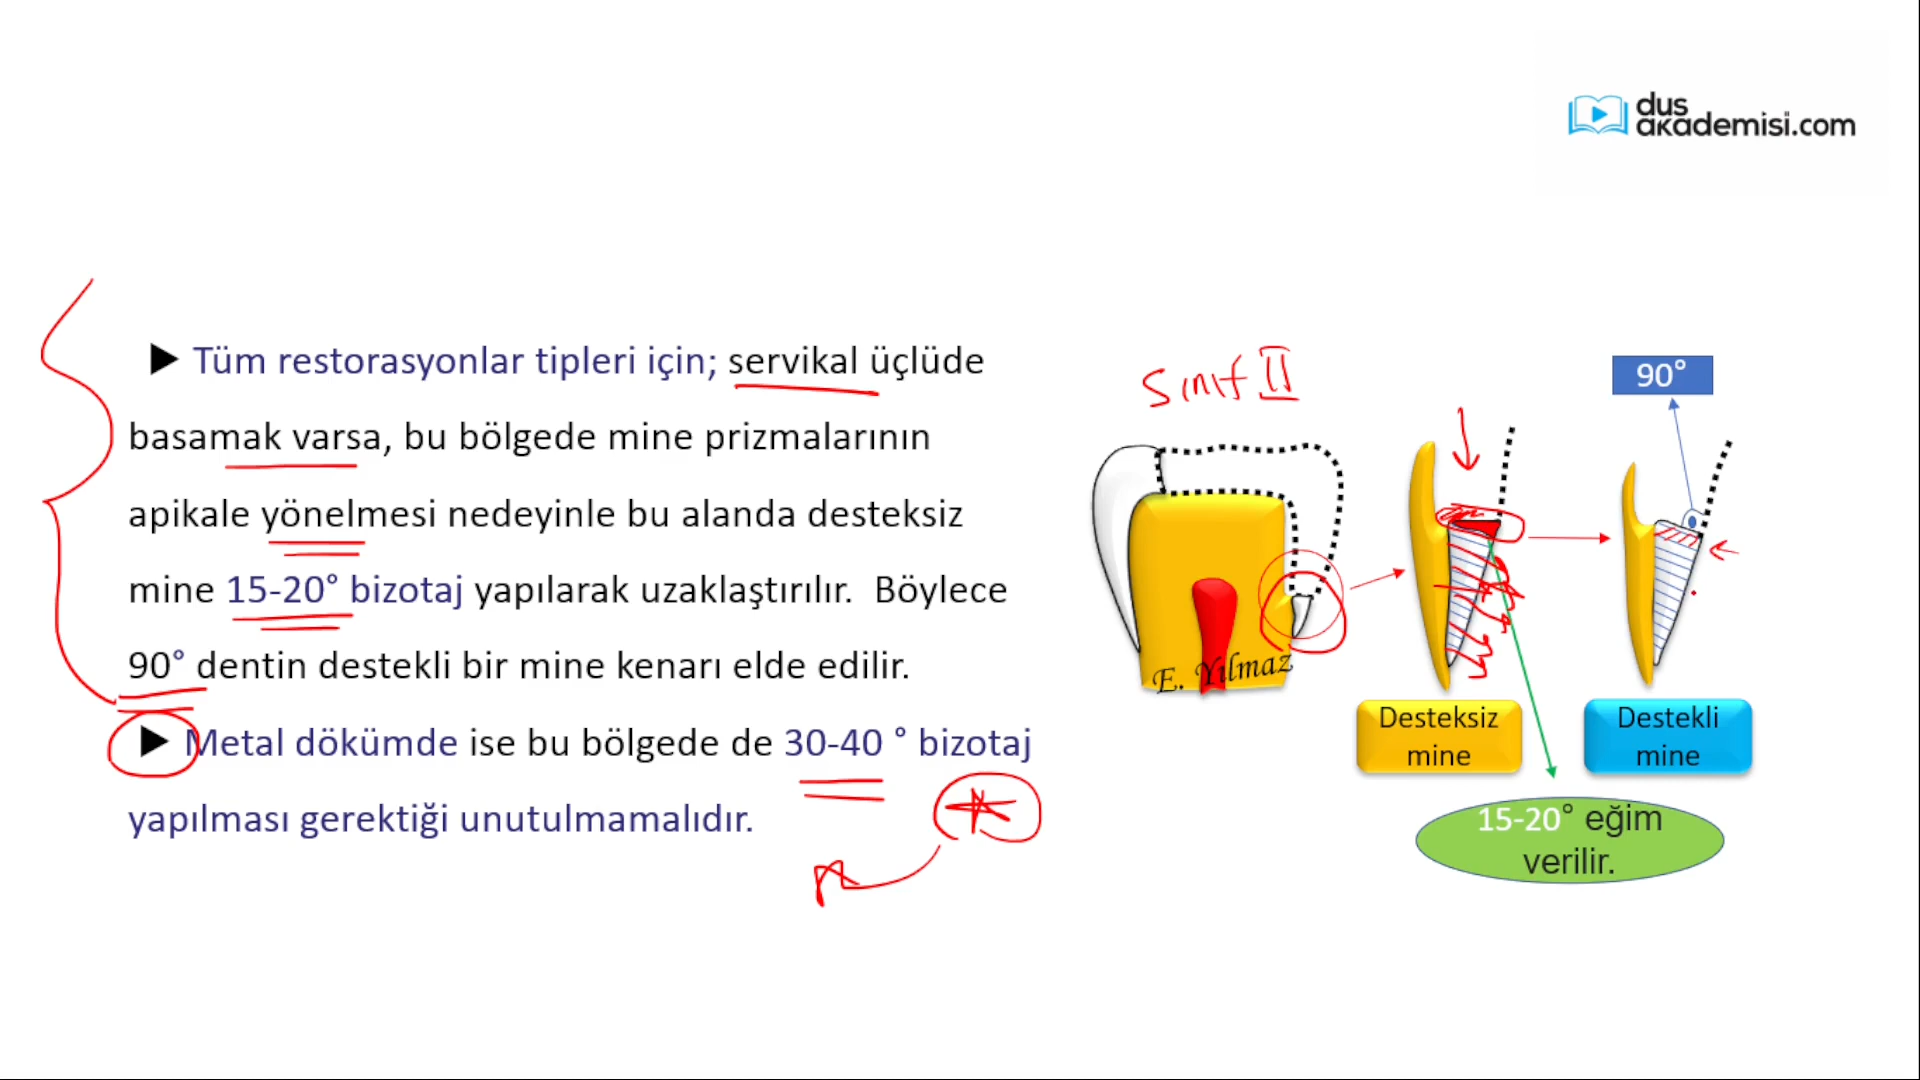 dus
akademisi.com
► Tüm restorasyonlar tipleri için; servikal üçlüde
basamak varsa, bu bölgede mine prizmalarının
apikale yönelmesi nedeyinle bu alanda desteksiz
mine 15-20° bizotaj yapılarak uzaklaştırılır. Böylece
90° dentin destekli bir mine kenarı elde edilir.
► Metal dökümde ise bu bölgede de 30-40 ° bizotaj
yapılması gerektiği unutulmamalıdır.
Sınıf II
90°
E. Yılmaz
Desteksiz
mine
Destekli
mine
15-20° eğim
verilir.